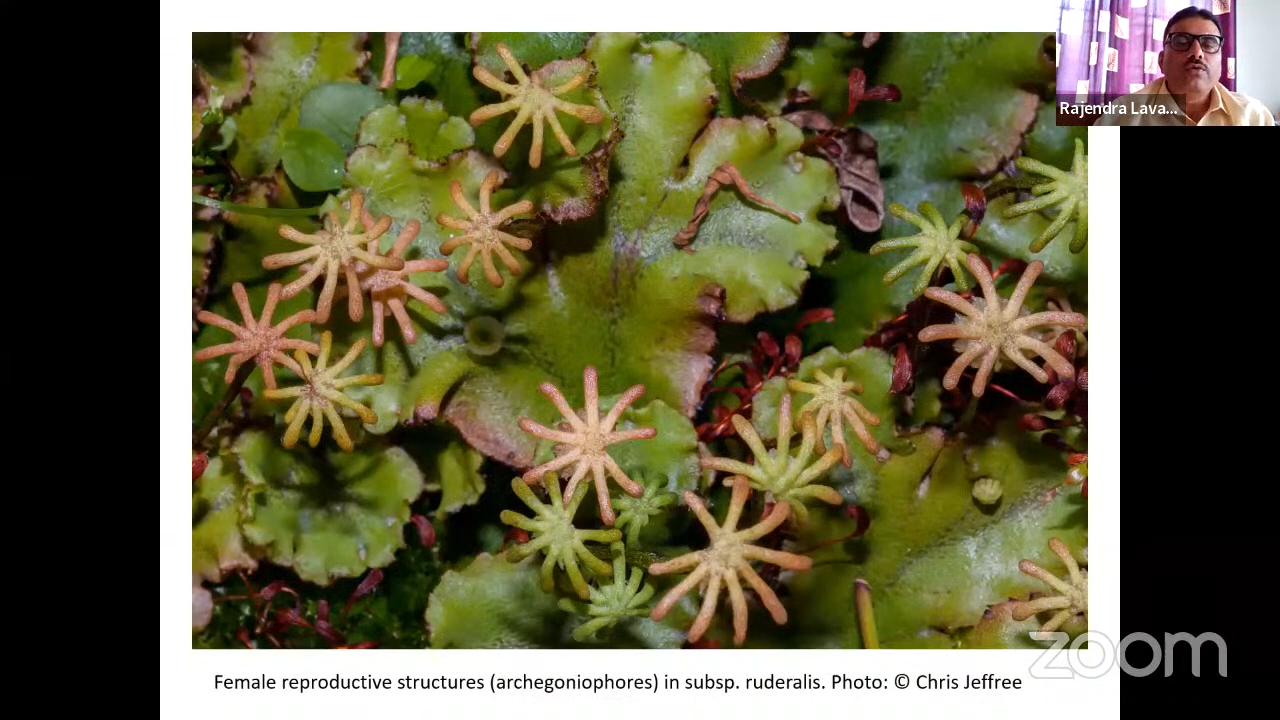 Rajendra Lava...
zoom
Female reproductive structures (archegoniophores) in subsp. ruderalis. Photo: © Chris Jeffree